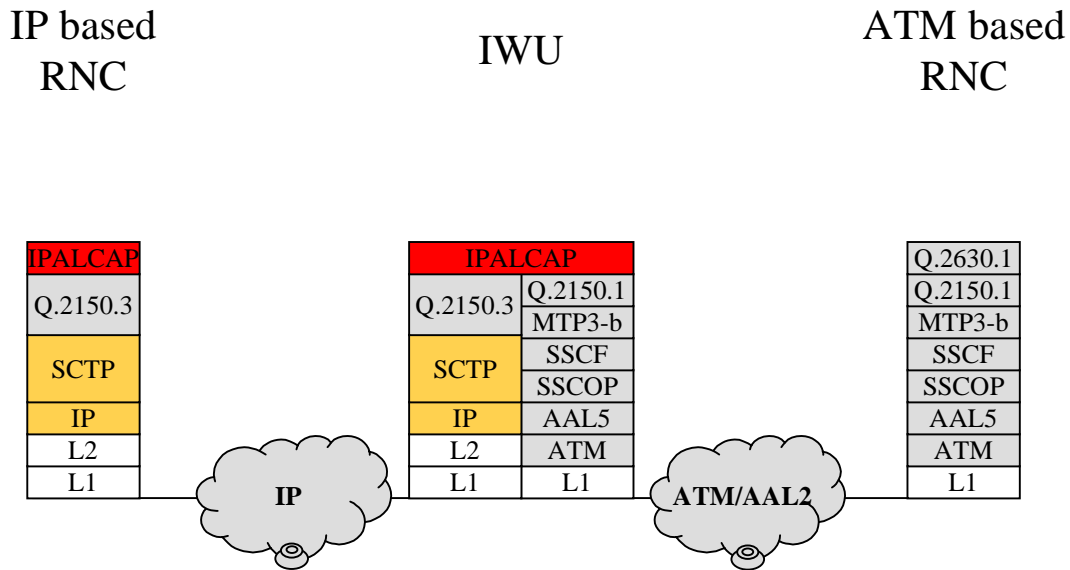 IP based
RNC
IWU
ATM based
RNC
IPALCAP
Q.2150.3
SCTP
IP
L2
L1
IP
IPALCAP
Q.2150.3
SCTP
IP
L2
L1
Q.2150.1
MTP3-b
SSCF
SSCOP
AAL5
ATM
L1
ATM/AAL2
Q.2630.1
Q.2150.1
MTP3-b
SSCF
SSCOP
AAL5
ATM
L1